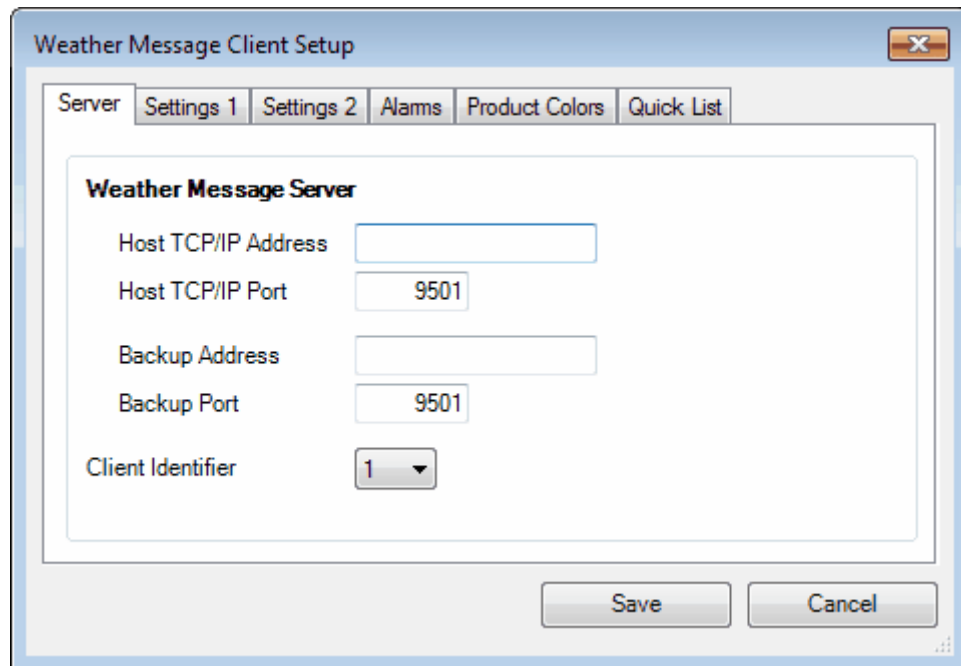 Weather Message Client Setup
Server Settings 1 Settings 2 Alarms Product Colors Quick List
Weather Message Server
Host TCP/IP Address
Host TCP/IP Port 9501
Backup Address
Backup Port 9501
Client Identifier 1
Save Cancel